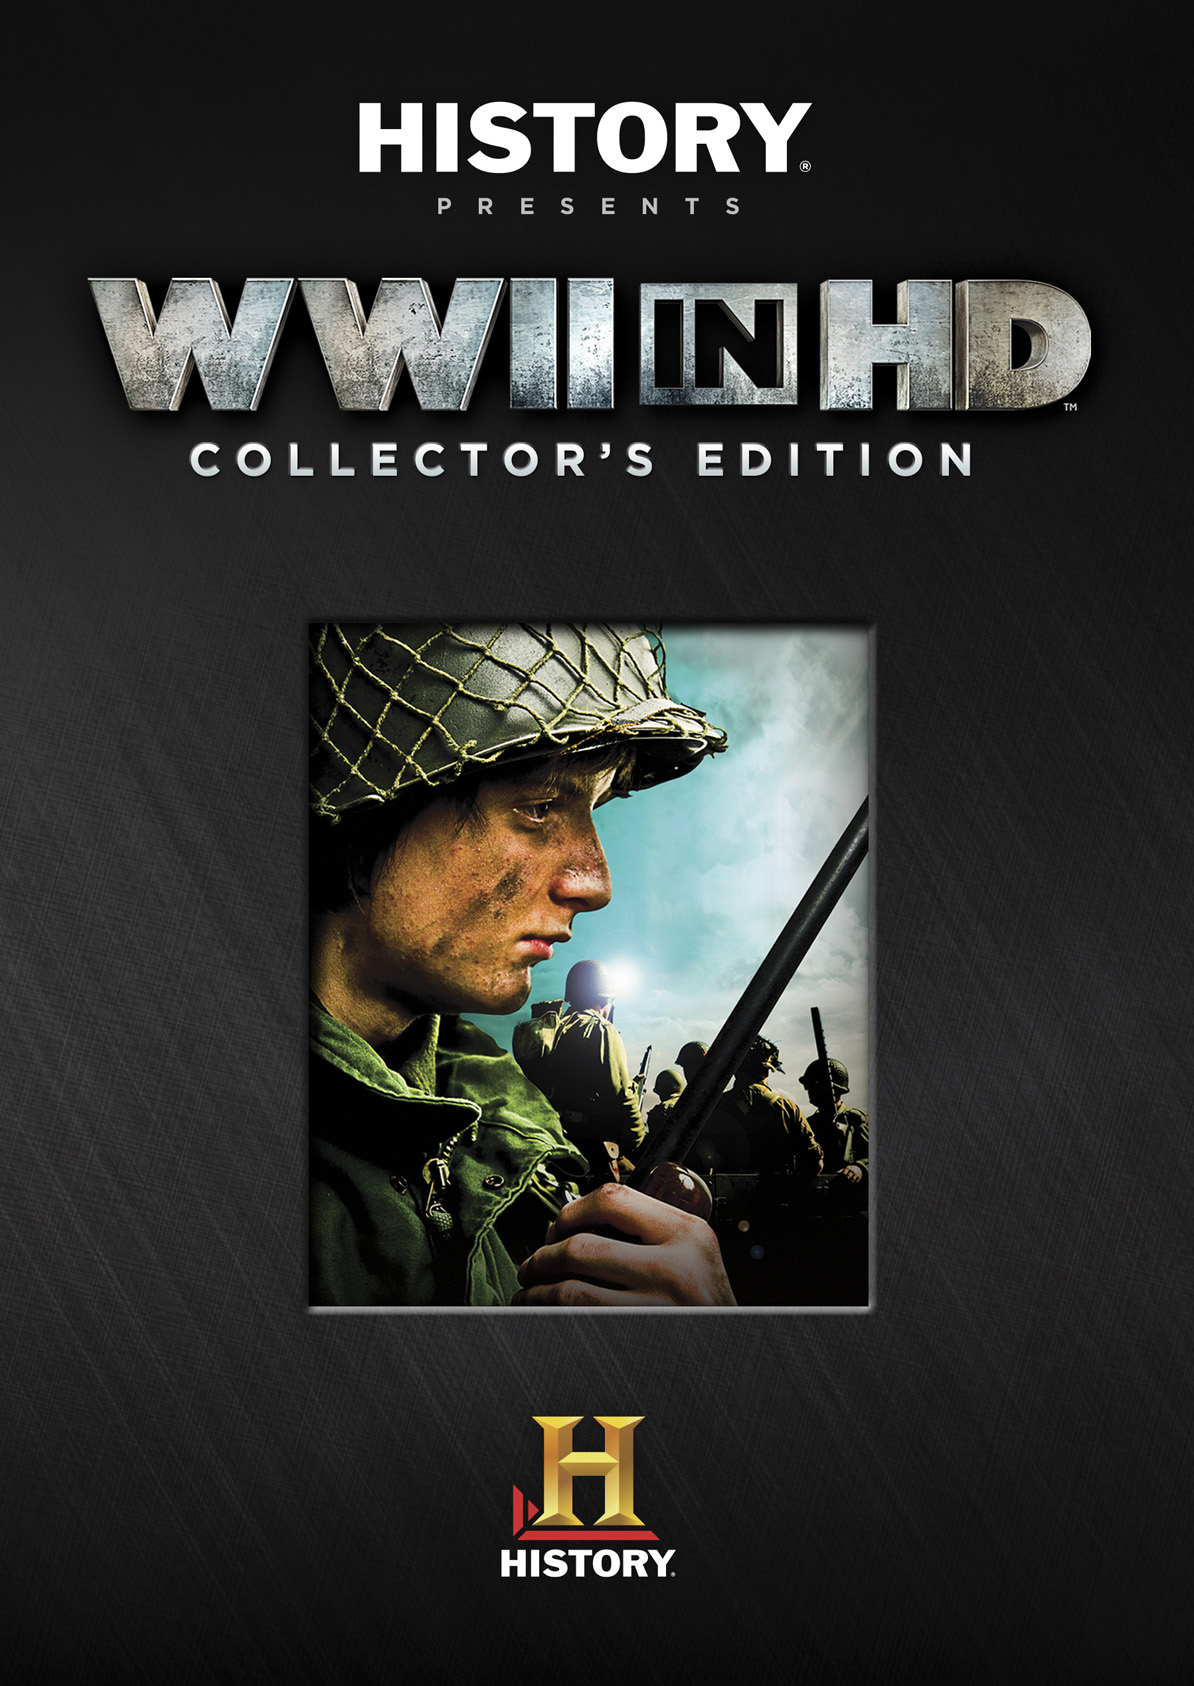 HISTORY®
PRESENTS
WWII IN HD™
COLLECTOR'S EDITION
H
HISTORY®